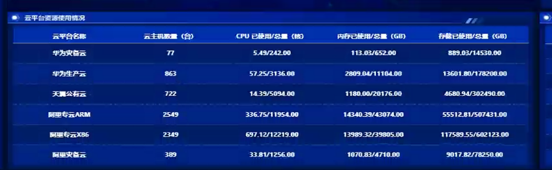 云平台资源使用情况
云平台名称 云主机数量（台） CPU 已使用/总量（核） 内存已使用/总量（GB） 存储已使用/总量（GB）
华为灾备云 77 5.49/242.00 113.03/652.00 889.03/14530.00
华为生产云 863 57.25/3136.00 2809.04/11104.00 13601.80/178200.00
天翼公有云 722 14.39/5094.00 1180.00/20176.00 4680.94/302490.00
阿里专云ARM 2549 336.75/11954.00 14340.39/43074.00 55512.81/507431.00
阿里专云X86 2349 697.12/12219.00 13989.32/39805.00 117589.55/602123.00
阿里灾备云 389 33.81/1256.00 1070.83/4710.00 9017.82/78250.00